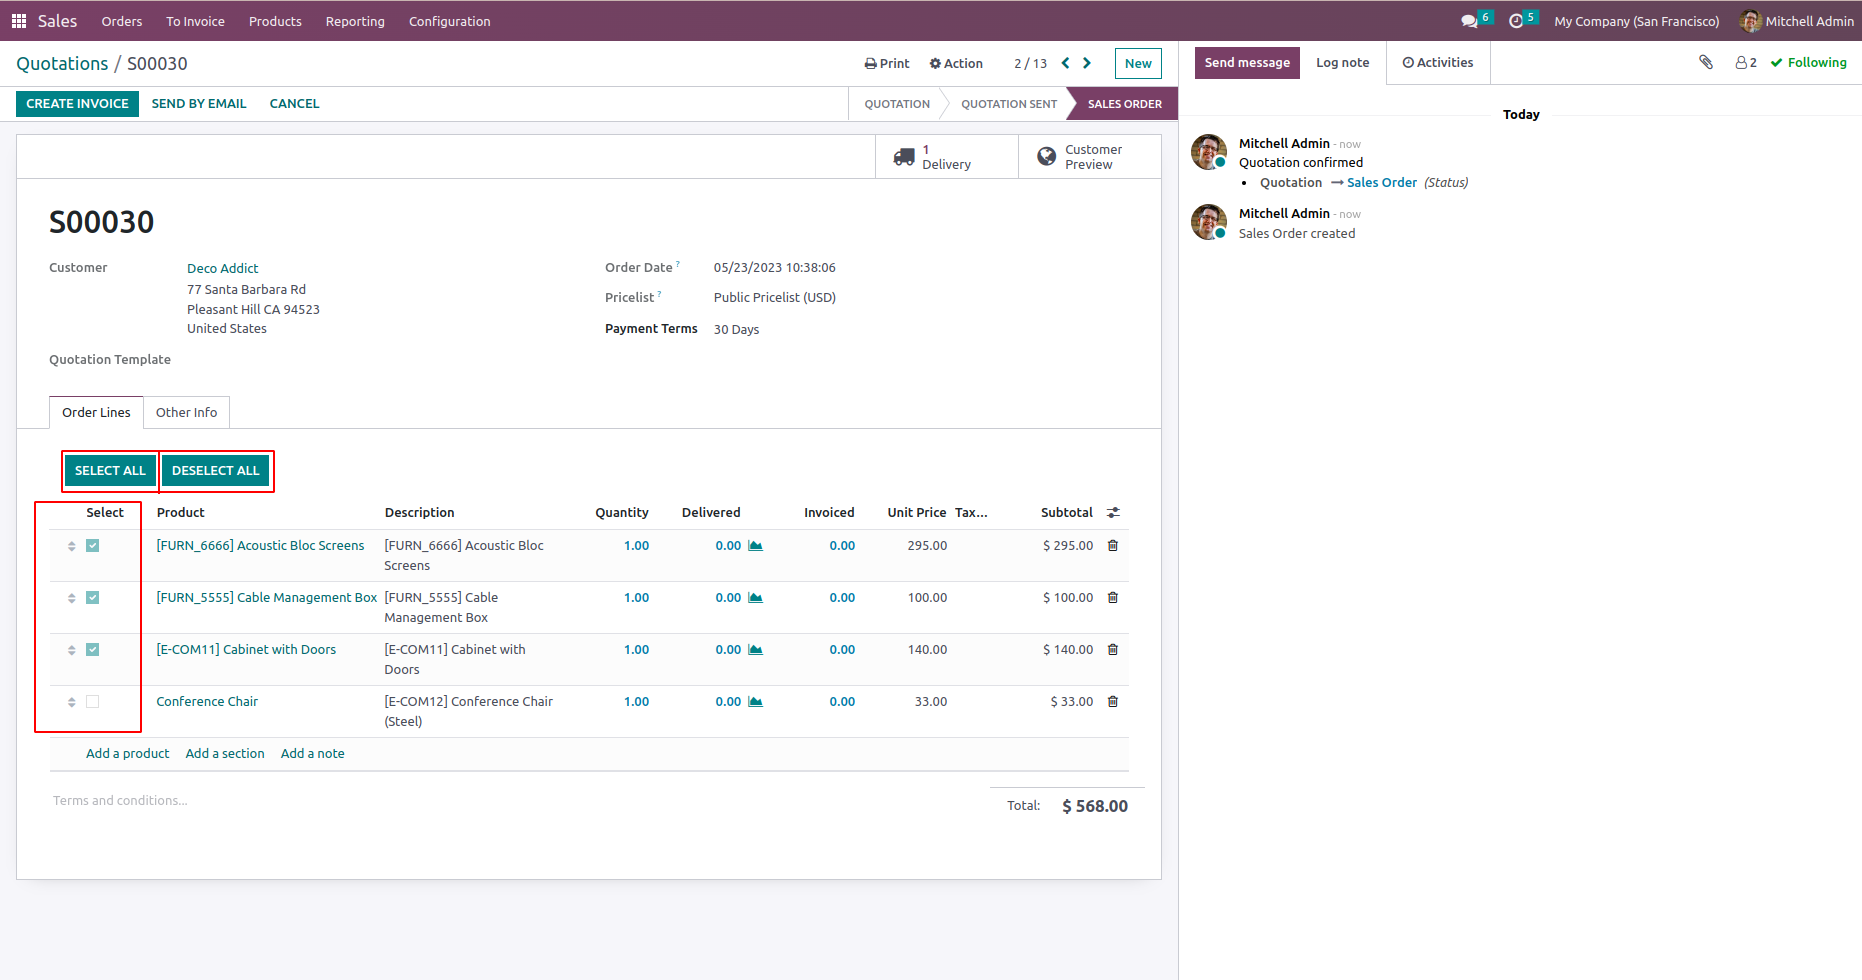 Sales Orders To Invoice Products Reporting Configuration 6 5 My Company (San Francisco) Mitchell Admin
Quotations / S00030 Print Action 2 / 13 New
CREATE INVOICE SEND BY EMAIL CANCEL QUOTATION QUOTATION SENT SALES ORDER
1 Delivery
Customer Preview
S00030
Customer Deco Addict
77 Santa Barbara Rd
Pleasant Hill CA 94523
United States
Order Date ? 05/23/2023 10:38:06
Pricelist ? Public Pricelist (USD)
Payment Terms 30 Days
Quotation Template
Order Lines Other Info
SELECT ALL DESELECT ALL
Select Product Description Quantity Delivered Invoiced Unit Price Tax... Subtotal
[FURN_6666] Acoustic Bloc Screens [FURN_6666] Acoustic Bloc 1.00 0.00 0.00 295.00 $ 295.00
Screens
[FURN_5555] Cable Management Box [FURN_5555] Cable 1.00 0.00 0.00 100.00 $ 100.00
Management Box
[E-COM11] Cabinet with Doors [E-COM11] Cabinet with 1.00 0.00 0.00 140.00 $ 140.00
Doors
Conference Chair [E-COM12] Conference Chair 1.00 0.00 0.00 33.00 $ 33.00
(Steel)
Add a product Add a section Add a note
Terms and conditions...
Total: $ 568.00
Send message Log note Activities 2 Following
Today
Mitchell Admin - now
Quotation confirmed
Quotation → Sales Order (Status)
Mitchell Admin - now
Sales Order created